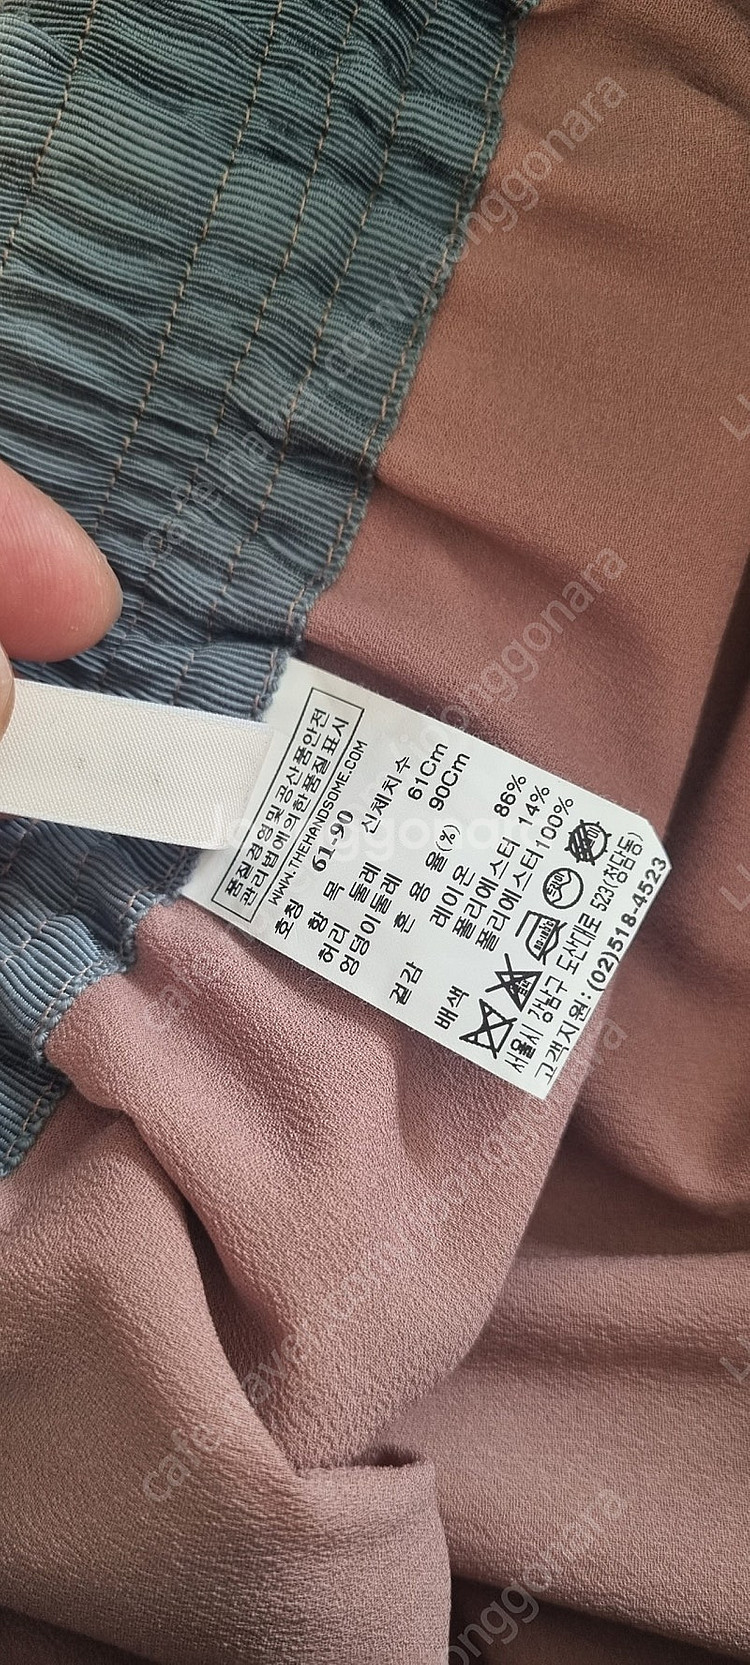 품질경영및공산품안전
관리법에의한품질표시
WWW.THEHANDSOME.COM
호칭 61-90
항 목 신체치수
허리 둘레 61Cm
엉덩이둘레 90Cm
혼 용 율(%)
겉감 레이온 86%
폴리에스터 14%
배색 폴리에스터100%
서울시 강남구 도산대로 523(청담동)
고객지원:(02)518-4523
cafe.naver.com/joonggonara